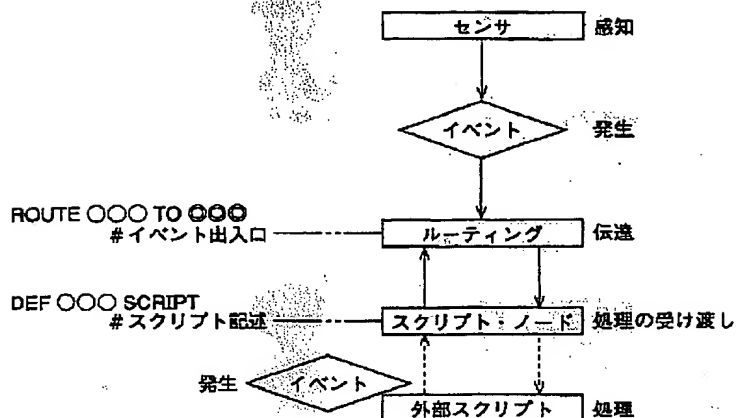 センサ 感知
イベント 発生
ROUTE ○○○ TO ◎◎◎
#イベント出入口 ルーティング 伝達
DEF ○○○ SCRIPT
#スクリプト記述 スクリプト・ノード 処理の受け渡し
発生 イベント
外部スクリプト 処理